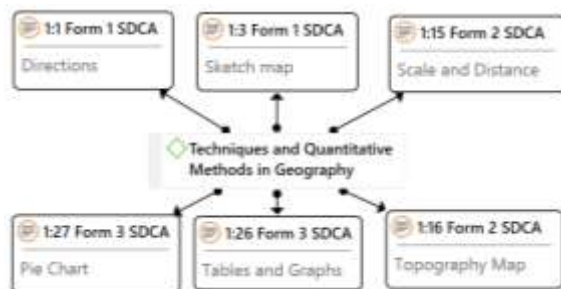 1:1 Form 1 SDCA
Directions
1:3 Form 1 SDCA
Sketch map
1:15 Form 2 SDCA
Scale and Distance
Techniques and Quantitative
Methods in Geography
1:27 Form 3 SDCA
Pie Chart
1:26 Form 3 SDCA
Tables and Graphs
1:16 Form 2 SDCA
Topography Map